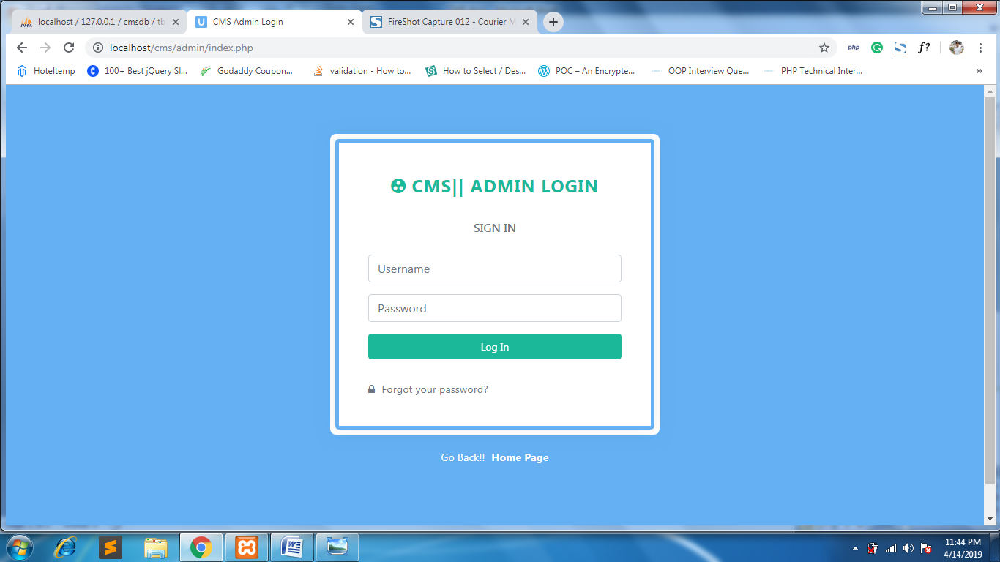 localhost / 127.0.0.1 / cmsdb / tb
CMS Admin Login
FireShot Capture 012 - Courier M
localhost/cms/admin/index.php
php
f?
Hoteltemp
100+ Best jQuery Sl...
Godaddy Coupon...
validation - How to...
How to Select / Des...
POC – An Encrypte...
OOP Interview Que...
PHP Technical Inter...
CMS|| ADMIN LOGIN
SIGN IN
Username
Password
Log In
Forgot your password?
Go Back!! Home Page
11:44 PM
4/14/2019